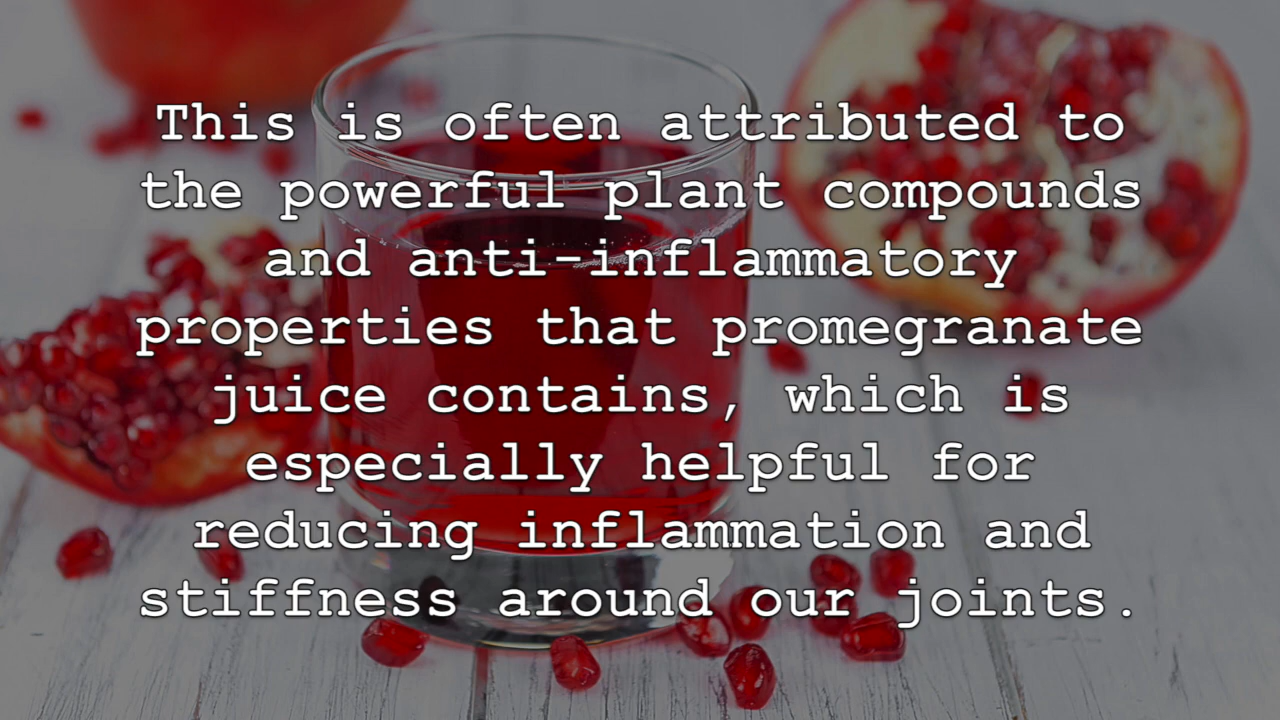 This is often attributed to
the powerful plant compounds
and anti-inflammatory
properties that promegranate
juice contains, which is
especially helpful for
reducing inflammation and
stiffness around our joints.